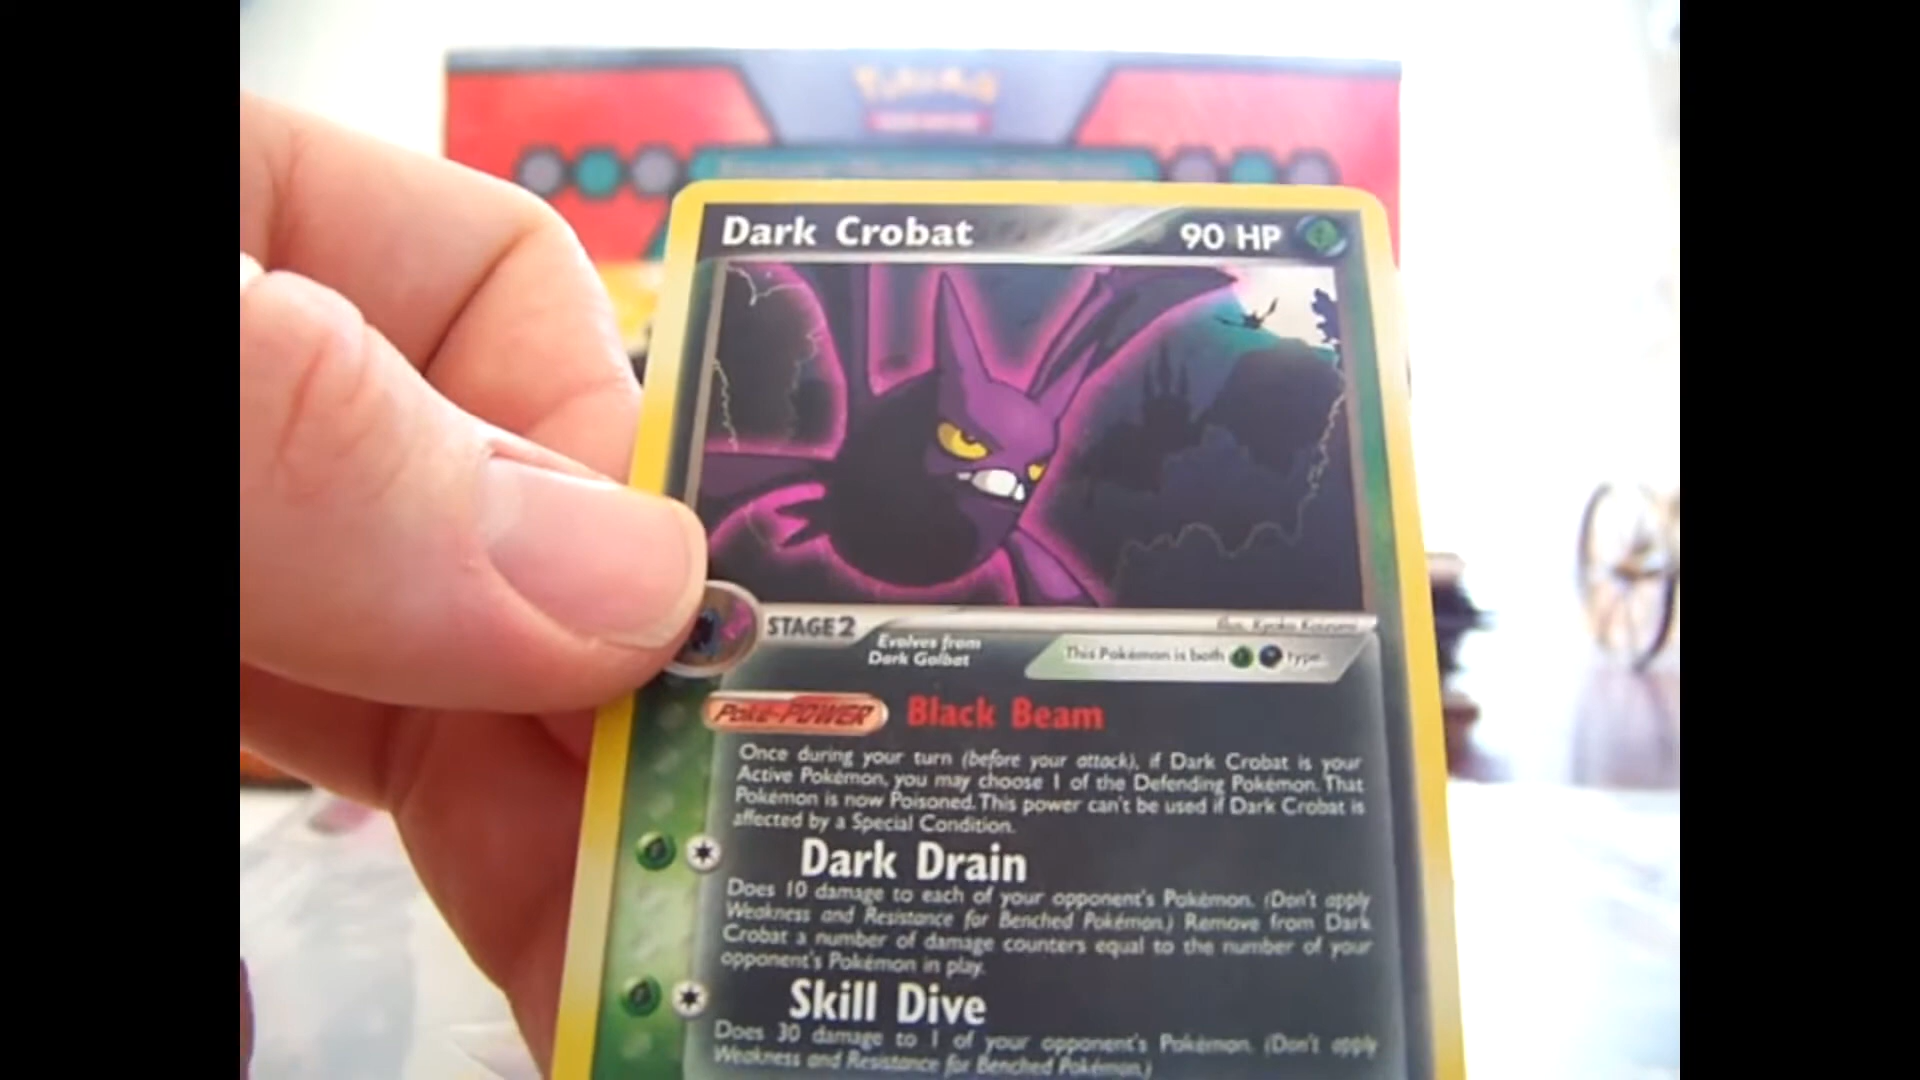 Pokémon
Dark Crobat
90 HP
STAGE 2
Evolves from
Dark Golbat
Illus. Kyoko Koizumi
This Pokémon is both type.
Poké-POWER Black Beam
Once during your turn (before your attack), if Dark Crobat is your
Active Pokémon, you may choose 1 of the Defending Pokémon. That
Pokémon is now Poisoned. This power can't be used if Dark Crobat is
affected by a Special Condition.
Dark Drain
Does 10 damage to each of your opponent's Pokémon. (Don't apply
Weakness and Resistance for Benched Pokémon.) Remove from Dark
Crobat a number of damage counters equal to the number of your
opponent's Pokémon in play.
Skill Dive
Does 30 damage to 1 of your opponent's Pokémon. (Don't apply
Weakness and Resistance for Benched Pokémon.)